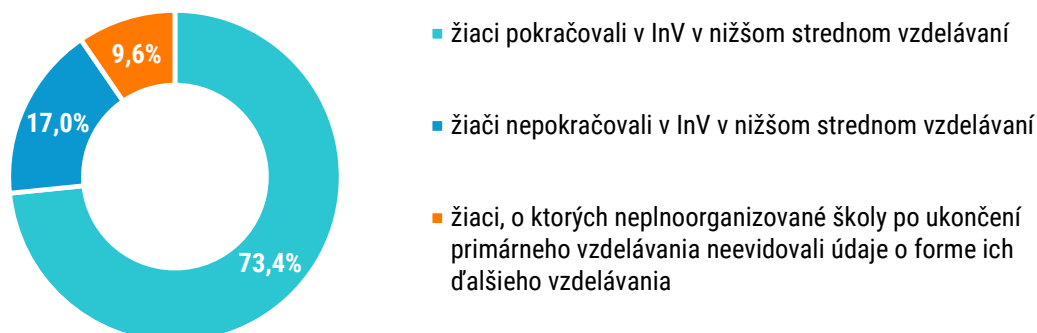 9,6%
17,0%
73,4%
žiaci pokračovali v InV v nižšom strednom vzdelávaní
žiači nepokračovali v InV v nižšom strednom vzdelávaní
žiaci, o ktorých neplnoorganizované školy po ukončení
primárneho vzdelávania neevidovali údaje o forme ich
ďalšieho vzdelávania